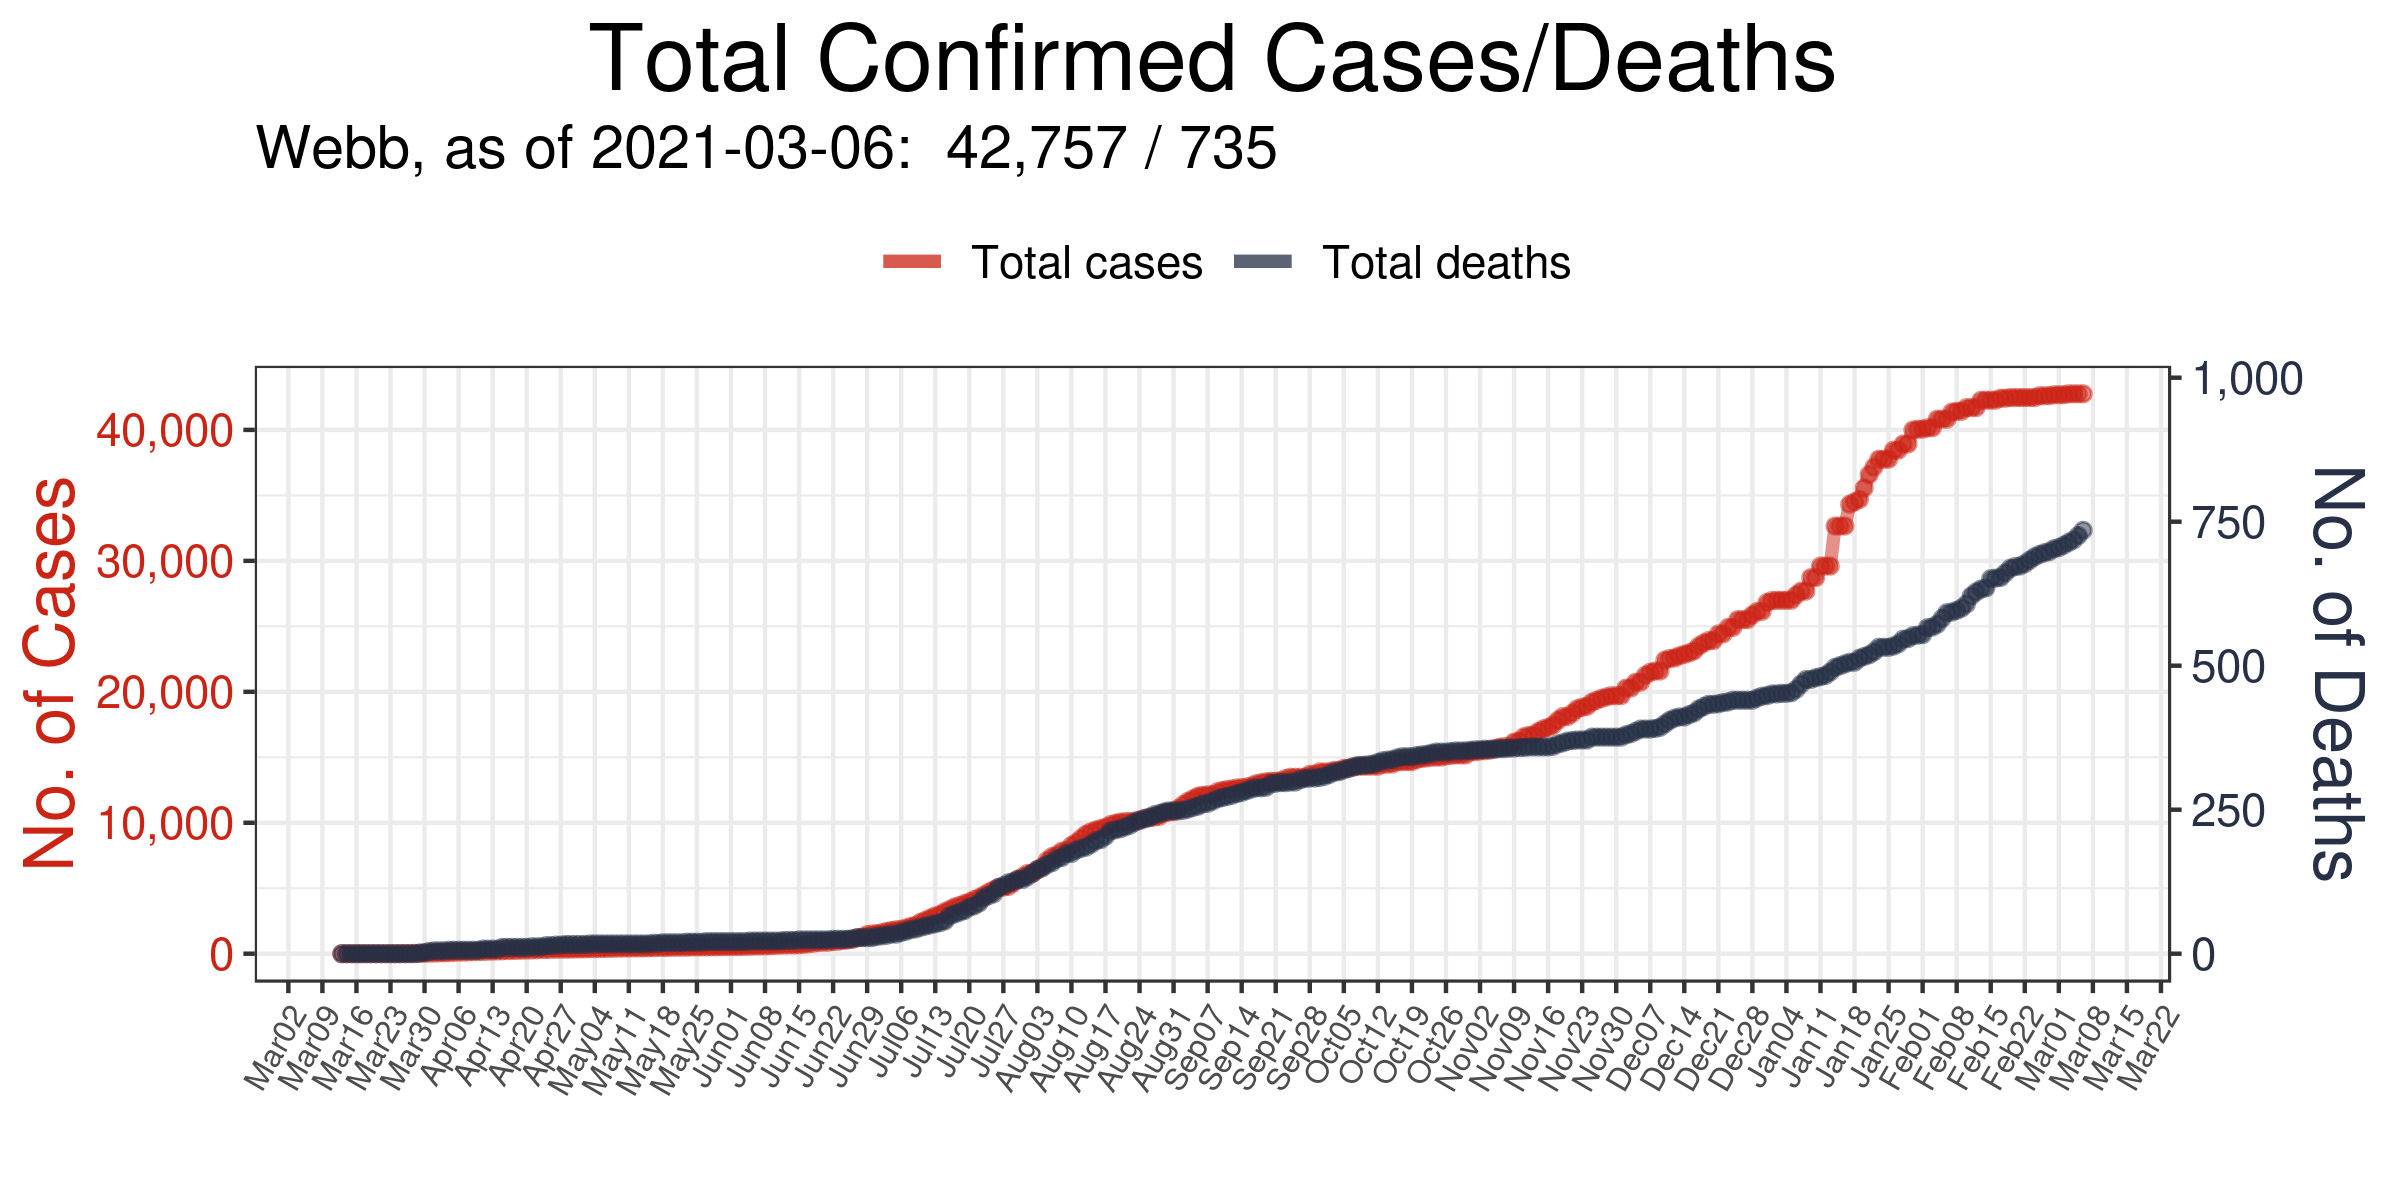 Total Confirmed Cases/Deaths
Webb, as of 2021-03-06:  42,757 / 735
Total cases
Total deaths
No. of Cases
40,000
30,000
20,000
10,000
0
1,000
750
500
250
0
No. of Deaths
Mar02
Mar09
Mar16
Mar23
Mar30
Apr06
Apr13
Apr20
Apr27
May04
May11
May18
May25
Jun01
Jun08
Jun15
Jun22
Jun29
Jul06
Jul13
Jul20
Jul27
Aug03
Aug10
Aug17
Aug24
Aug31
Sep07
Sep14
Sep21
Sep28
Oct05
Oct12
Oct19
Oct26
Nov02
Nov09
Nov16
Nov23
Nov30
Dec07
Dec14
Dec21
Dec28
Jan04
Jan11
Jan18
Jan25
Feb01
Feb08
Feb15
Feb22
Mar01
Mar08
Mar15
Mar22